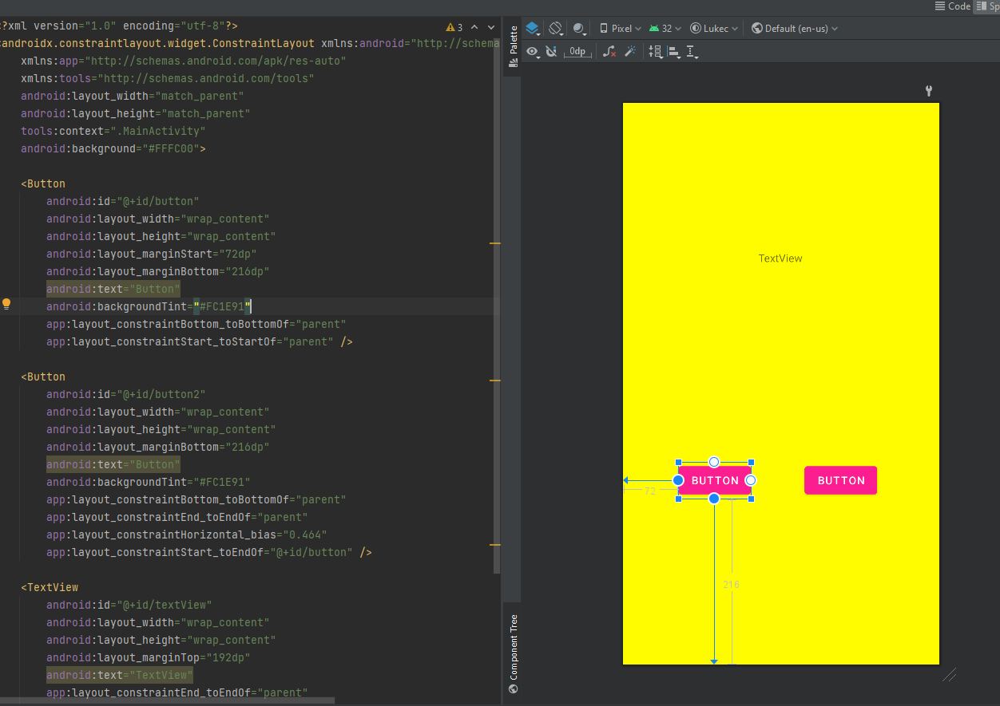 Code
Sp
<?xml version="1.0" encoding="utf-8"?>
3
<androidx.constraintlayout.widget.ConstraintLayout xmlns:android="http://schema
xmlns:app="http://schemas.android.com/apk/res-auto"
xmlns:tools="http://schemas.android.com/tools"
android:layout_width="match_parent"
android:layout_height="match_parent"
tools:context=".MainActivity"
android:background="#FFFC00">
<Button
android:id="@+id/button"
android:layout_width="wrap_content"
android:layout_height="wrap_content"
android:layout_marginStart="72dp"
android:layout_marginBottom="216dp"
android:text="Button"
android:backgroundTint="#FC1E91"
app:layout_constraintBottom_toBottomOf="parent"
app:layout_constraintStart_toStartOf="parent" />
<Button
android:id="@+id/button2"
android:layout_width="wrap_content"
android:layout_height="wrap_content"
android:layout_marginBottom="216dp"
android:text="Button"
android:backgroundTint="#FC1E91"
app:layout_constraintBottom_toBottomOf="parent"
app:layout_constraintEnd_toEndOf="parent"
app:layout_constraintHorizontal_bias="0.464"
app:layout_constraintStart_toEndOf="@+id/button" />
<TextView
android:id="@+id/textView"
android:layout_width="wrap_content"
android:layout_height="wrap_content"
android:layout_marginTop="192dp"
android:text="TextView"
app:layout_constraintEnd_toEndOf="parent"
Palette
Component Tree
Pixel
32
Lukec
Default (en-us)
0dp
TextView
BUTTON
BUTTON
72
216